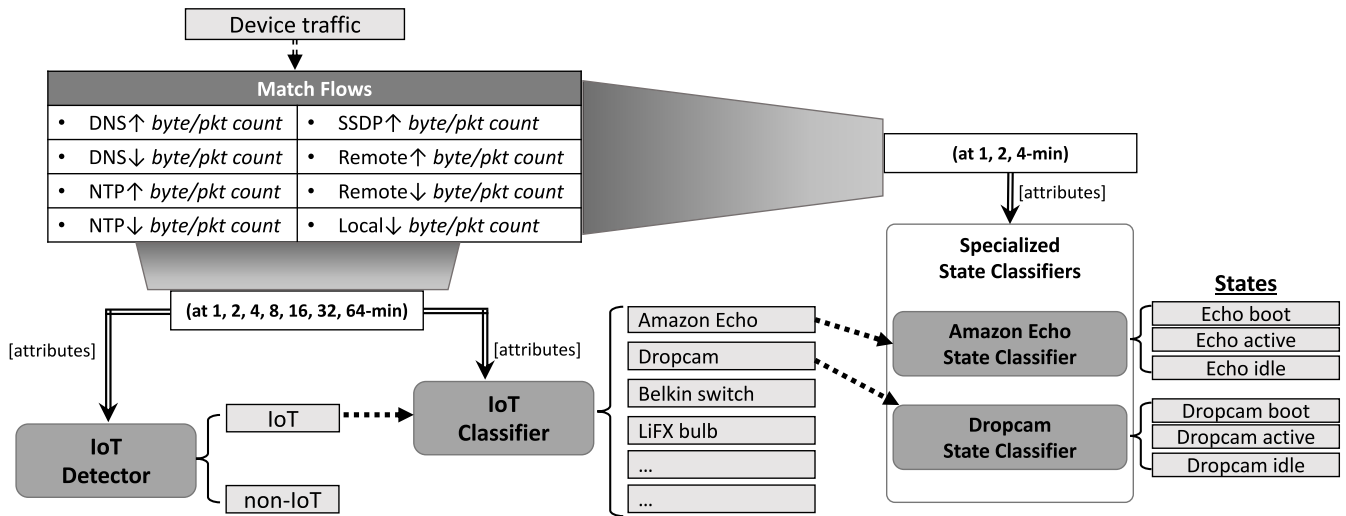 Device traffic
Match Flows
• DNS↑ byte/pkt count
• SSDP↑ byte/pkt count
• DNS↓ byte/pkt count
• Remote↑ byte/pkt count
• NTP↑ byte/pkt count
• Remote↓ byte/pkt count
• NTP↓ byte/pkt count
• Local↓ byte/pkt count
(at 1, 2, 4-min)
[attributes]
(at 1, 2, 4, 8, 16, 32, 64-min)
[attributes]
[attributes]
IoT
Detector
IoT
non-IoT
IoT
Classifier
Amazon Echo
Dropcam
Belkin switch
LiFX bulb
...
...
Specialized
State Classifiers
Amazon Echo
State Classifier
Dropcam
State Classifier
States
Echo boot
Echo active
Echo idle
Dropcam boot
Dropcam active
Dropcam idle